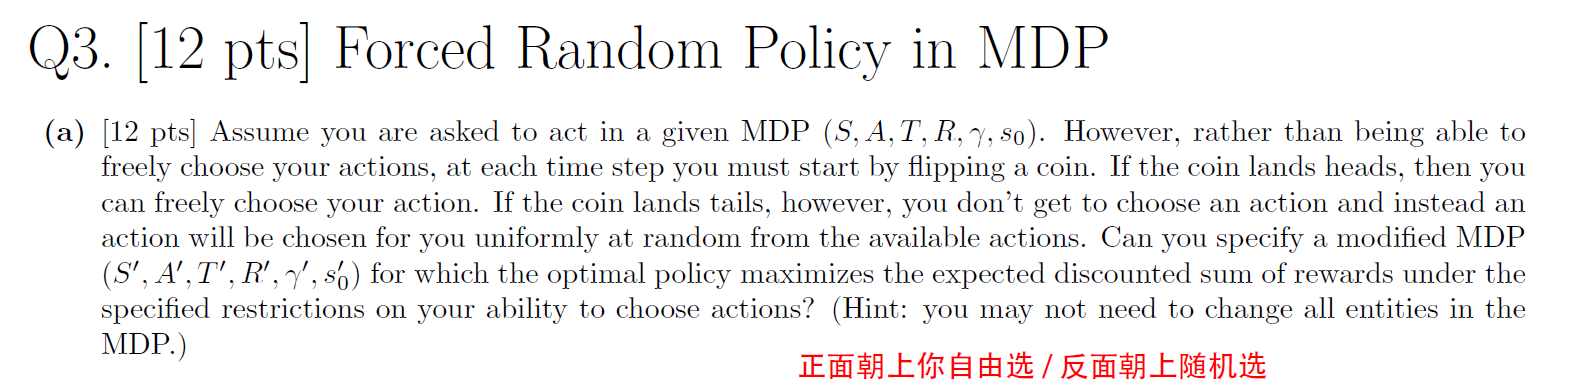 Q3. [12 pts] Forced Random Policy in MDP
(a) [12 pts] Assume you are asked to act in a given MDP (S, A, T, R, γ, s₀). However, rather than being able to
freely choose your actions, at each time step you must start by flipping a coin. If the coin lands heads, then you
can freely choose your action. If the coin lands tails, however, you don't get to choose an action and instead an
action will be chosen for you uniformly at random from the available actions. Can you specify a modified MDP
(S′, A′, T′, R′, γ′, s′₀) for which the optimal policy maximizes the expected discounted sum of rewards under the
specified restrictions on your ability to choose actions? (Hint: you may not need to change all entities in the
MDP.)
正面朝上你自由选 / 反面朝上随机选